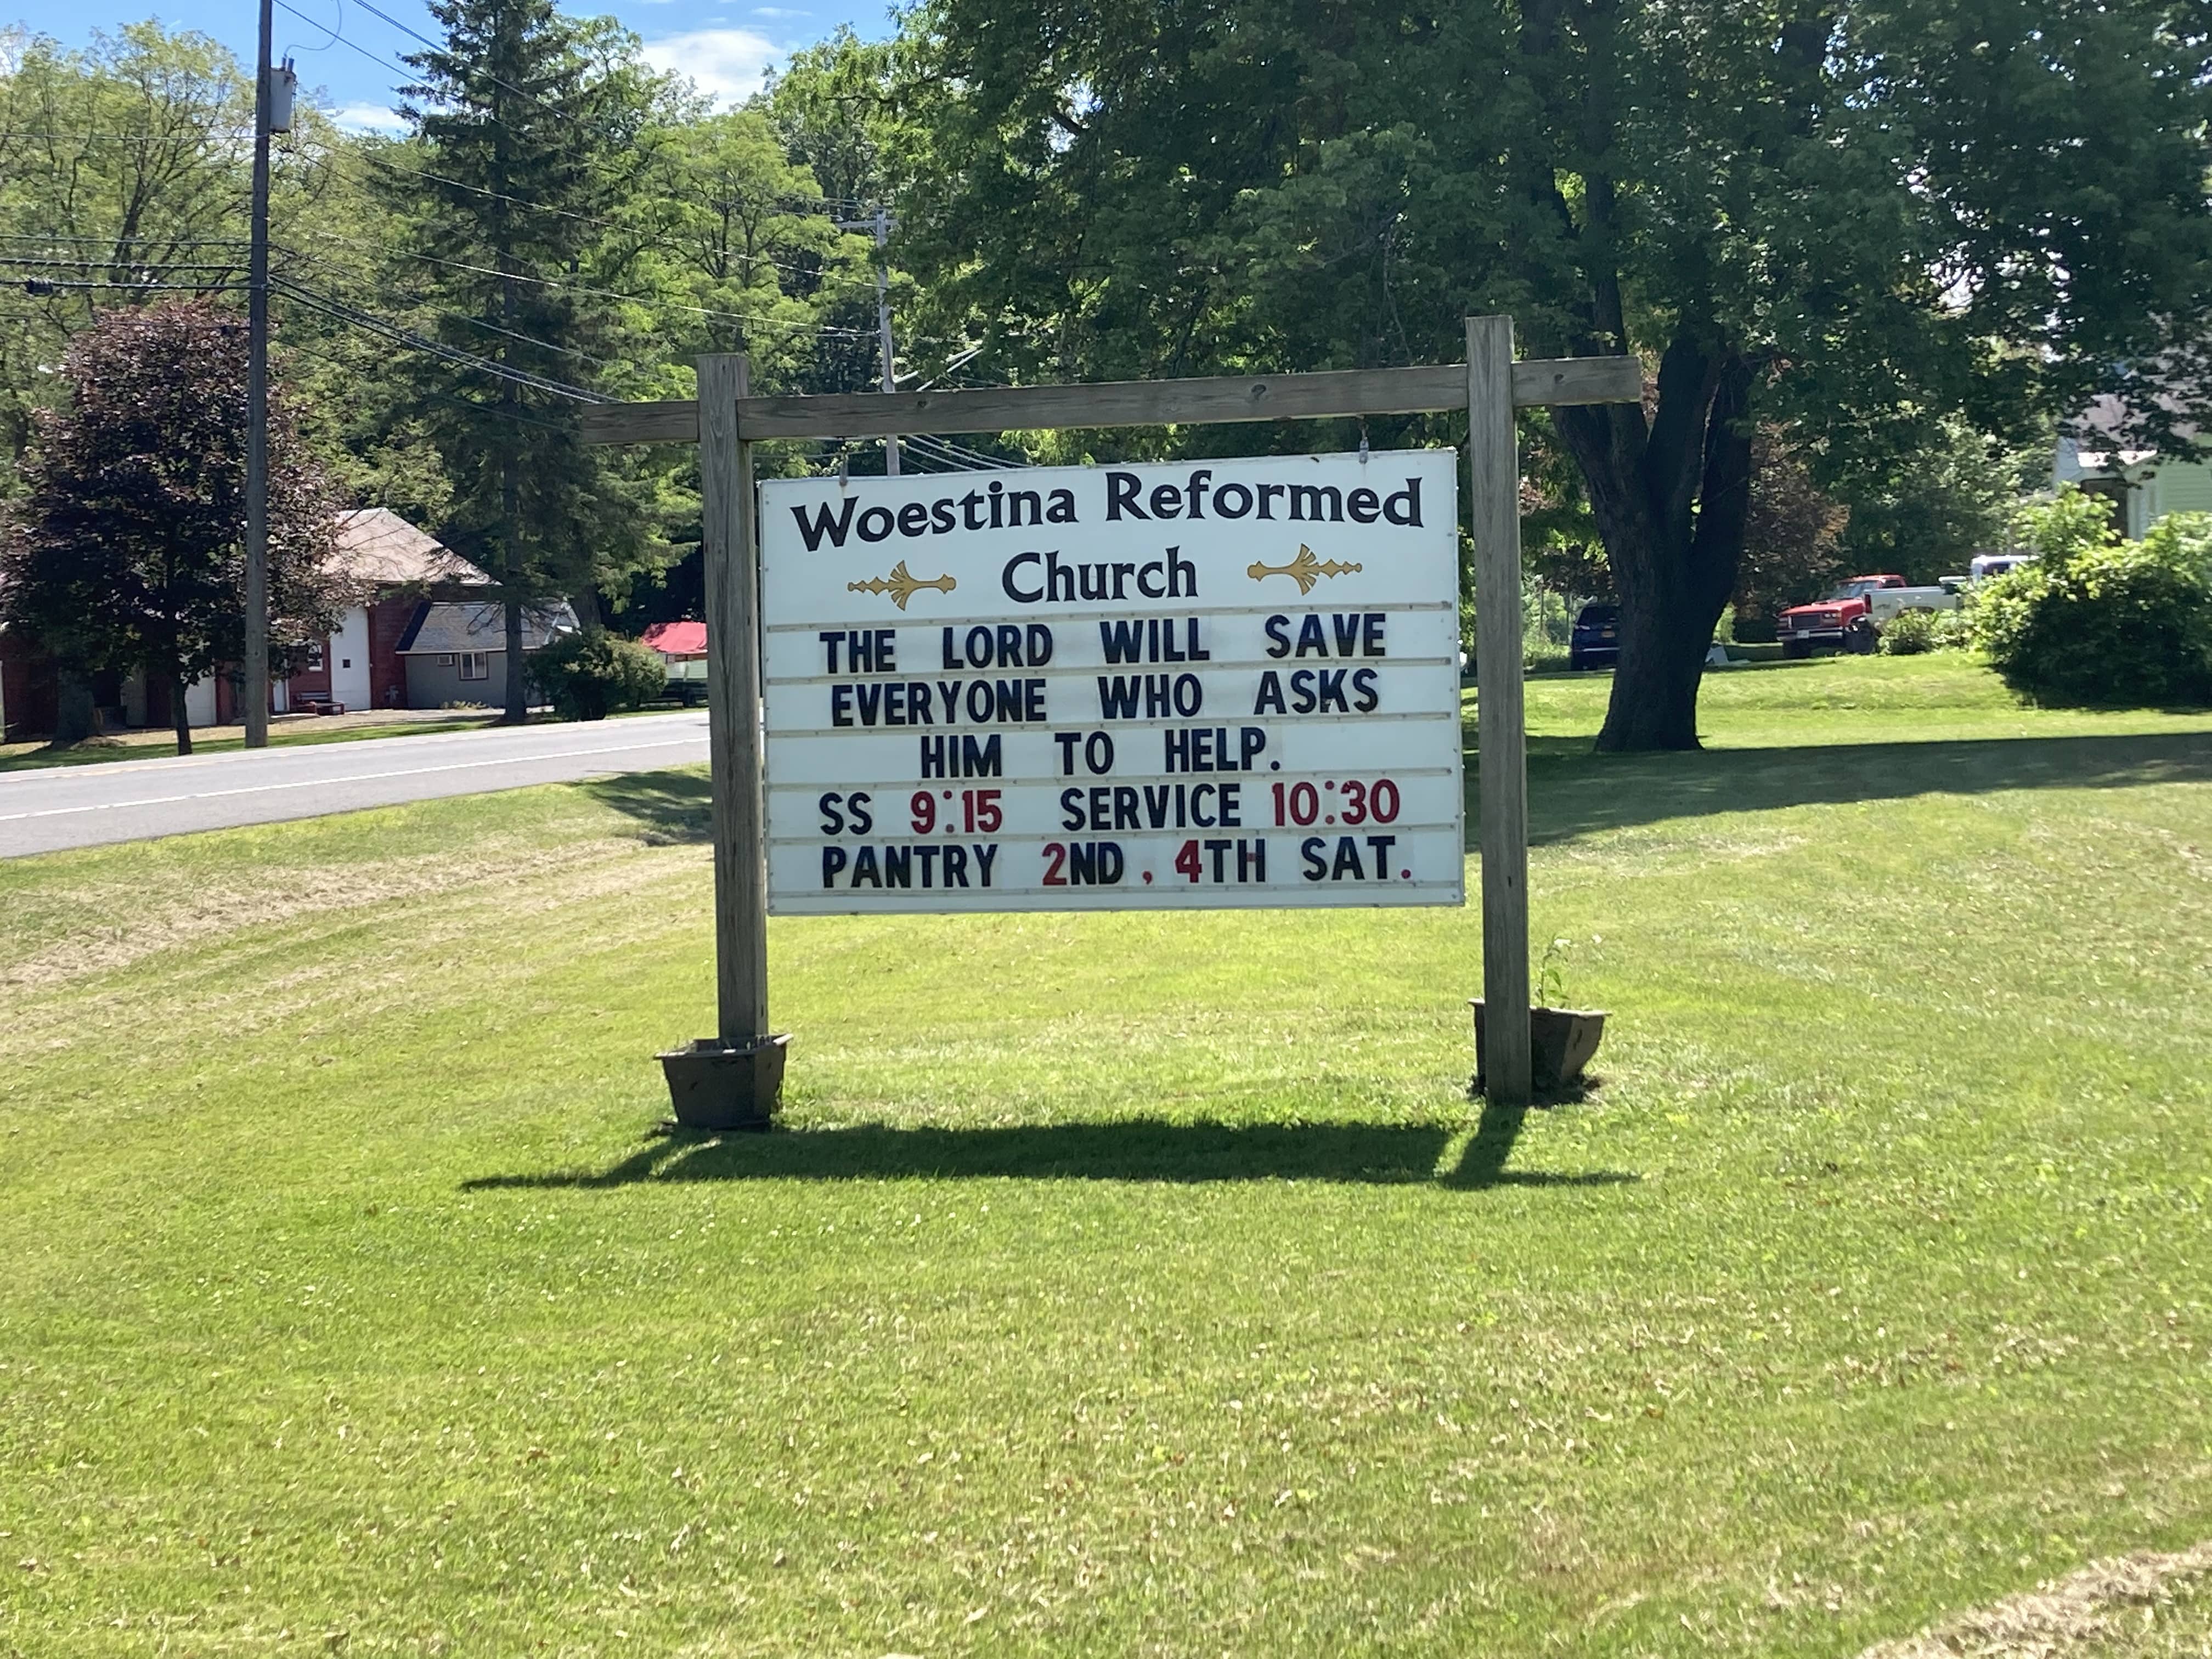 Woestina Reformed
Church
THE LORD WILL SAVE
EVERYONE WHO ASKS
HIM TO HELP.
SS 9:15 SERVICE 10:30
PANTRY 2ND, 4TH SAT.